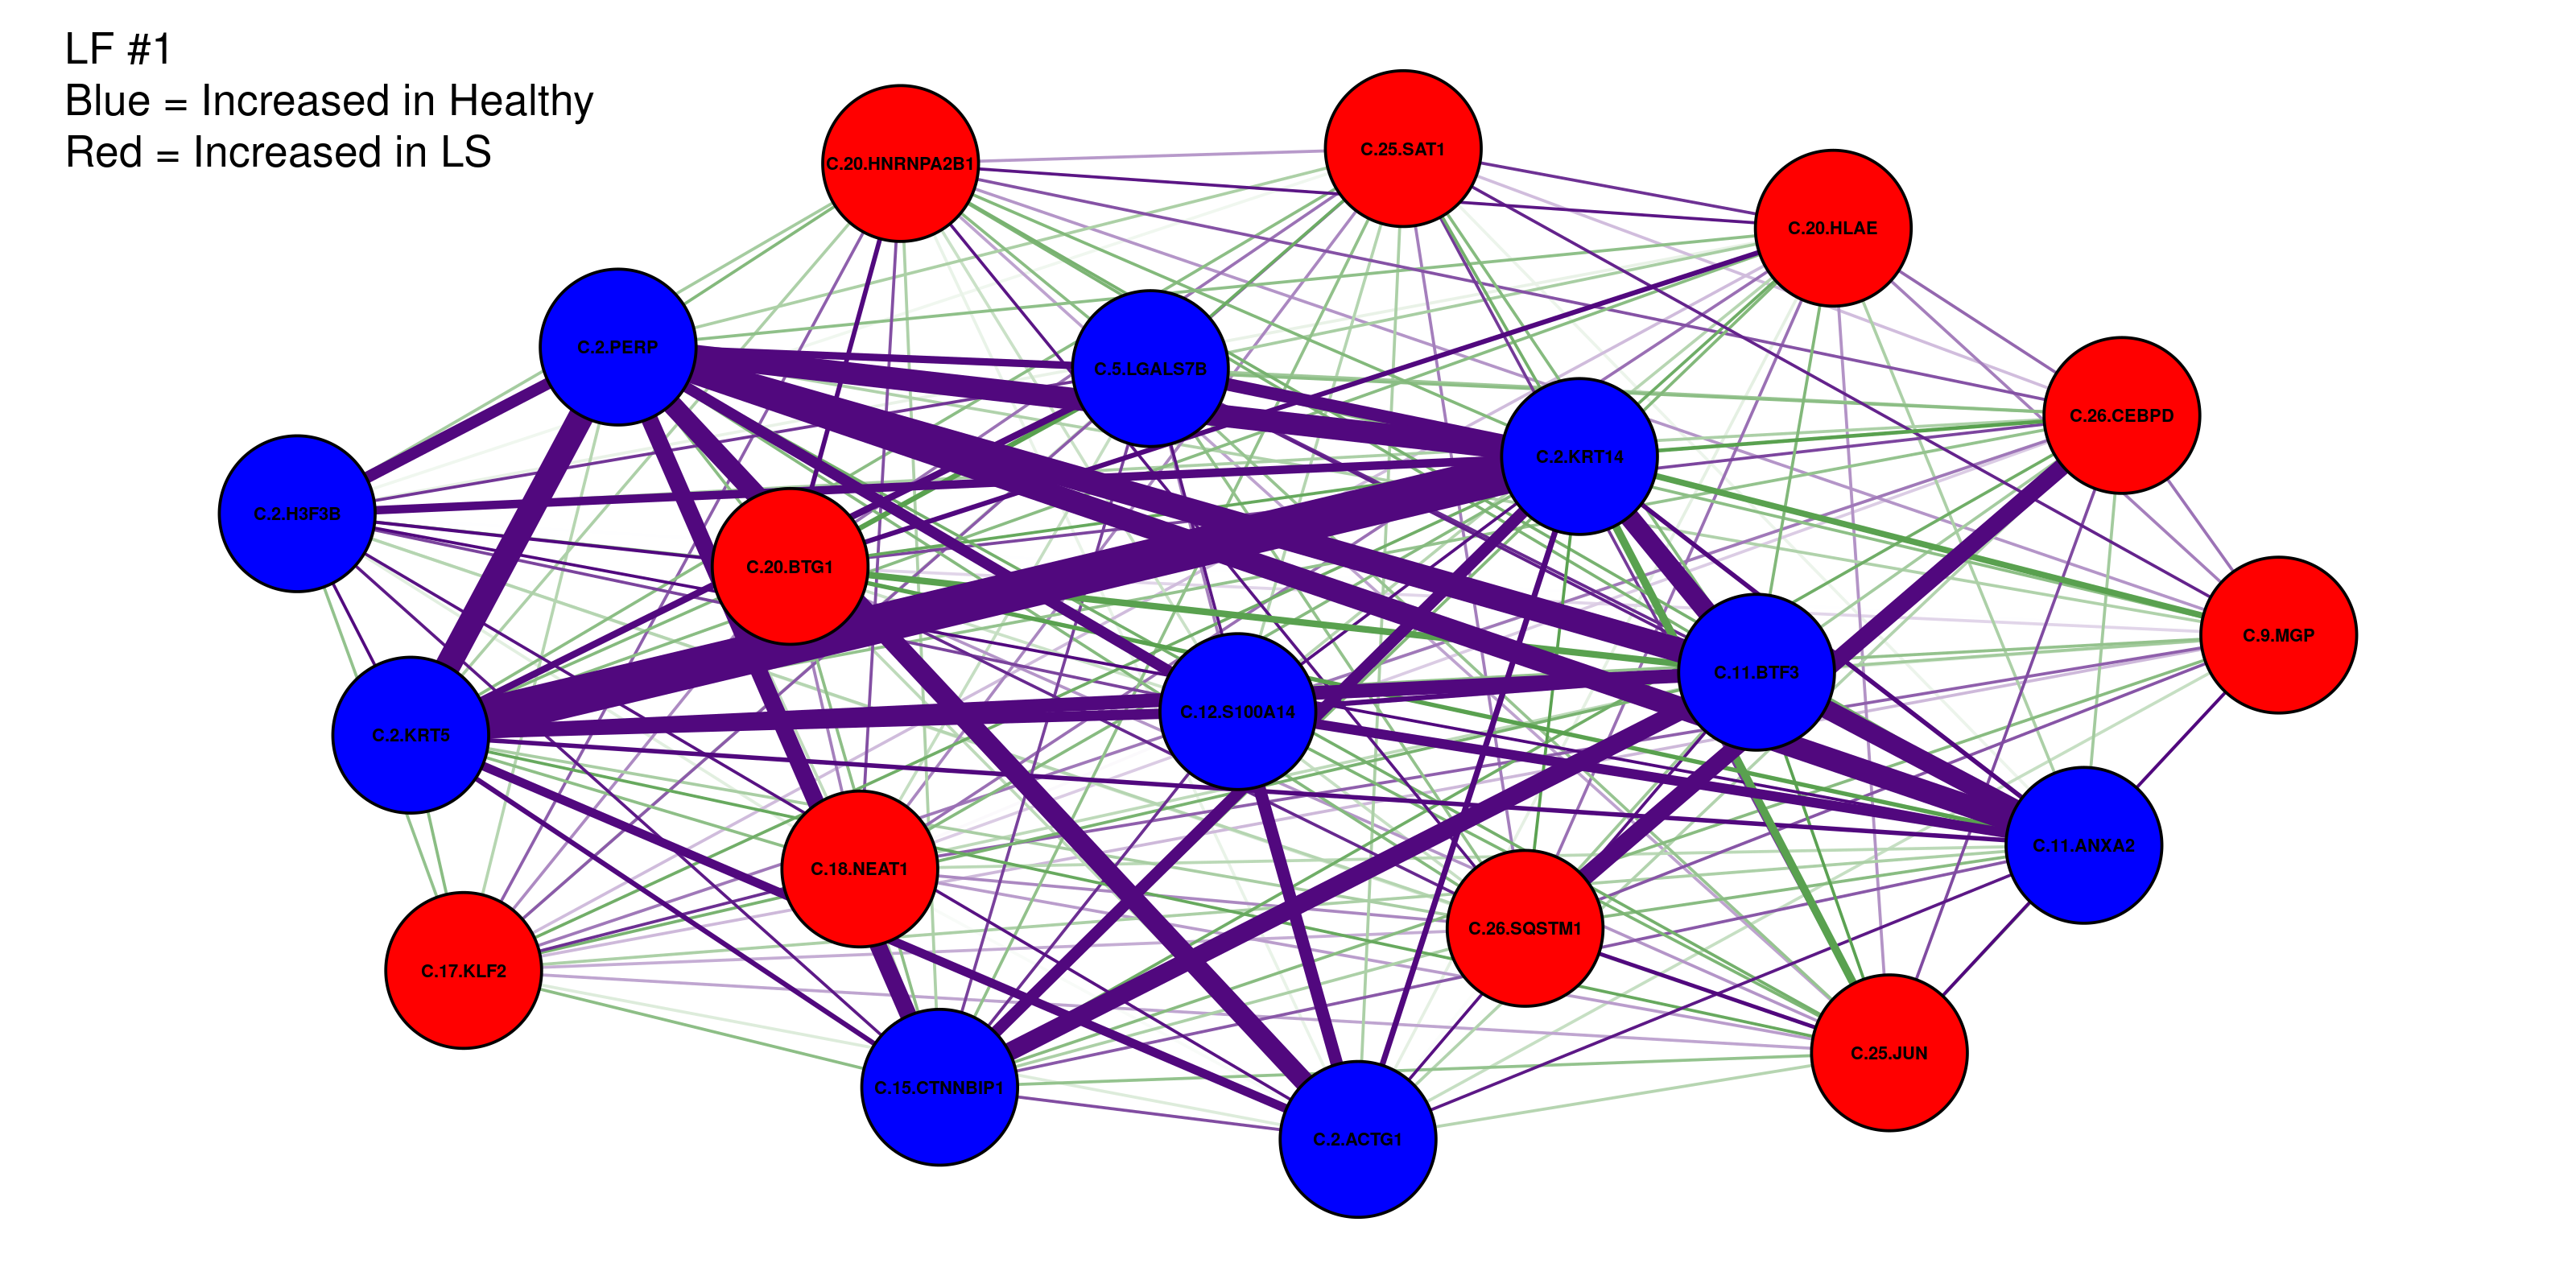 LF #1
Blue = Increased in Healthy
Red = Increased in LS
C.20.HNRNPA2B1
C.25.SAT1
C.20.HLAE
C.2.PERP
C.5.LGALS7B
C.26.CEBPD
C.2.KRT14
C.2.H3F3B
C.20.BTG1
C.9.MGP
C.11.BTF3
C.12.S100A14
C.2.KRT5
C.11.ANXA2
C.18.NEAT1
C.26.SQSTM1
C.17.KLF2
C.25.JUN
C.15.CTNNBIP1
C.2.ACTG1